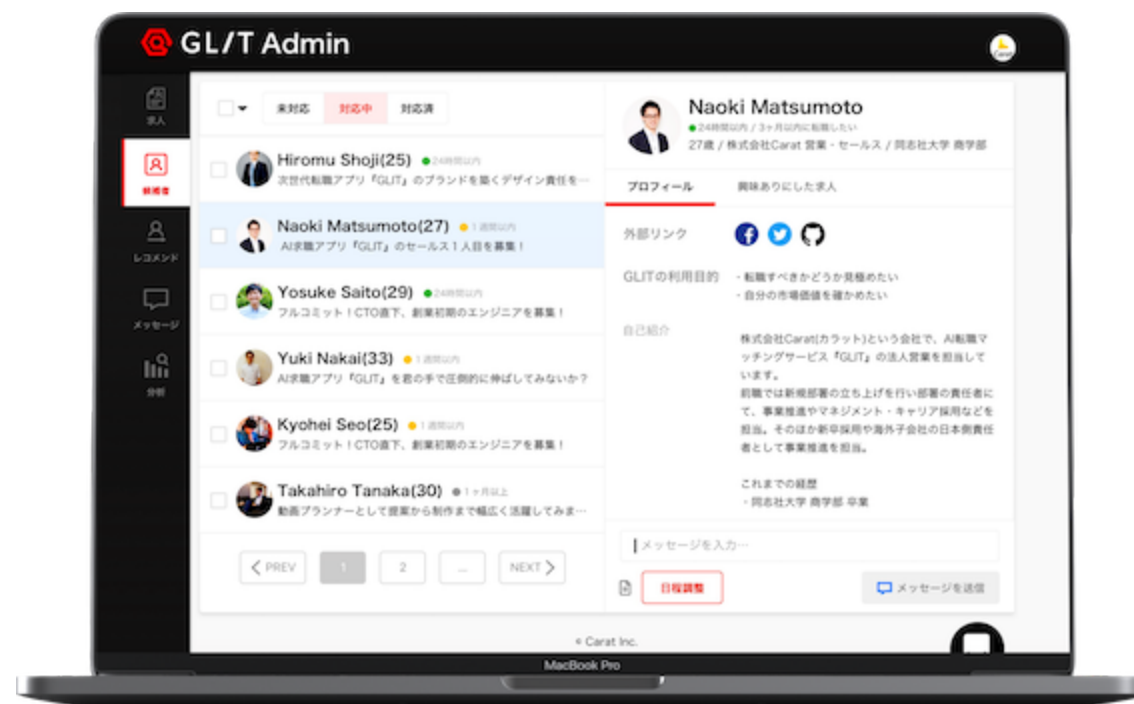 GL/T Admin
Carat
求人
候補者
レコメンド
メッセージ
分析
未対応
対応中
対応済
Hiromu Shoji(25)
24時間以内
次世代転職アプリ『GLIT』のブランドを築くデザイン責任を…
Naoki Matsumoto(27)
1週間以内
AI求職アプリ『GLIT』のセールス1人目を募集！
Yosuke Saito(29)
24時間以内
フルコミット！CTO直下、創業初期のエンジニアを募集！
Yuki Nakai(33)
1週間以内
AI求職アプリ『GLIT』を君の手で圧倒的に伸ばしてみないか？
Kyohei Seo(25)
1週間以内
フルコミット！CTO直下、創業初期のエンジニアを募集！
Takahiro Tanaka(30)
1ヶ月以上
動画プランナーとして提案から制作まで幅広く活躍してみま…
PREV
1
2
...
NEXT
Naoki Matsumoto
24時間以内 / 3ヶ月以内に転職したい
27歳 / 株式会社Carat 営業・セールス / 同志社大学 商学部
プロフィール
興味ありにした求人
外部リンク
GLITの利用目的
・転職すべきかどうか見極めたい
・自分の市場価値を確かめたい
自己紹介
株式会社Carat(カラット)という会社で、AI転職マ
ッチングサービス『GLIT』の法人営業を担当して
います。
前職では新規部署の立ち上げを行い部署の責任者に
て、事業推進やマネジメント・キャリア採用などを
担当。そのほか新卒採用や海外子会社の日本側責任
者として事業推進を担当。
これまでの経歴
・同志社大学 商学部 卒業
メッセージを入力…
日程調整
メッセージを送信
© Carat Inc.
MacBook Pro